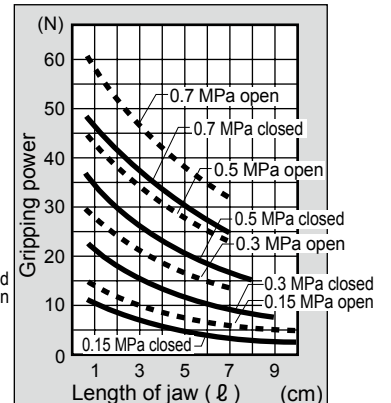 (N)
60
50
40
30
20
10
0
Gripping power
0.7 MPa open
0.7 MPa closed
0.5 MPa open
0.5 MPa closed
0.3 MPa open
0.3 MPa closed
0.15 MPa open
0.15 MPa closed
1 3 5 7 9
Length of jaw ( ℓ ) (cm)